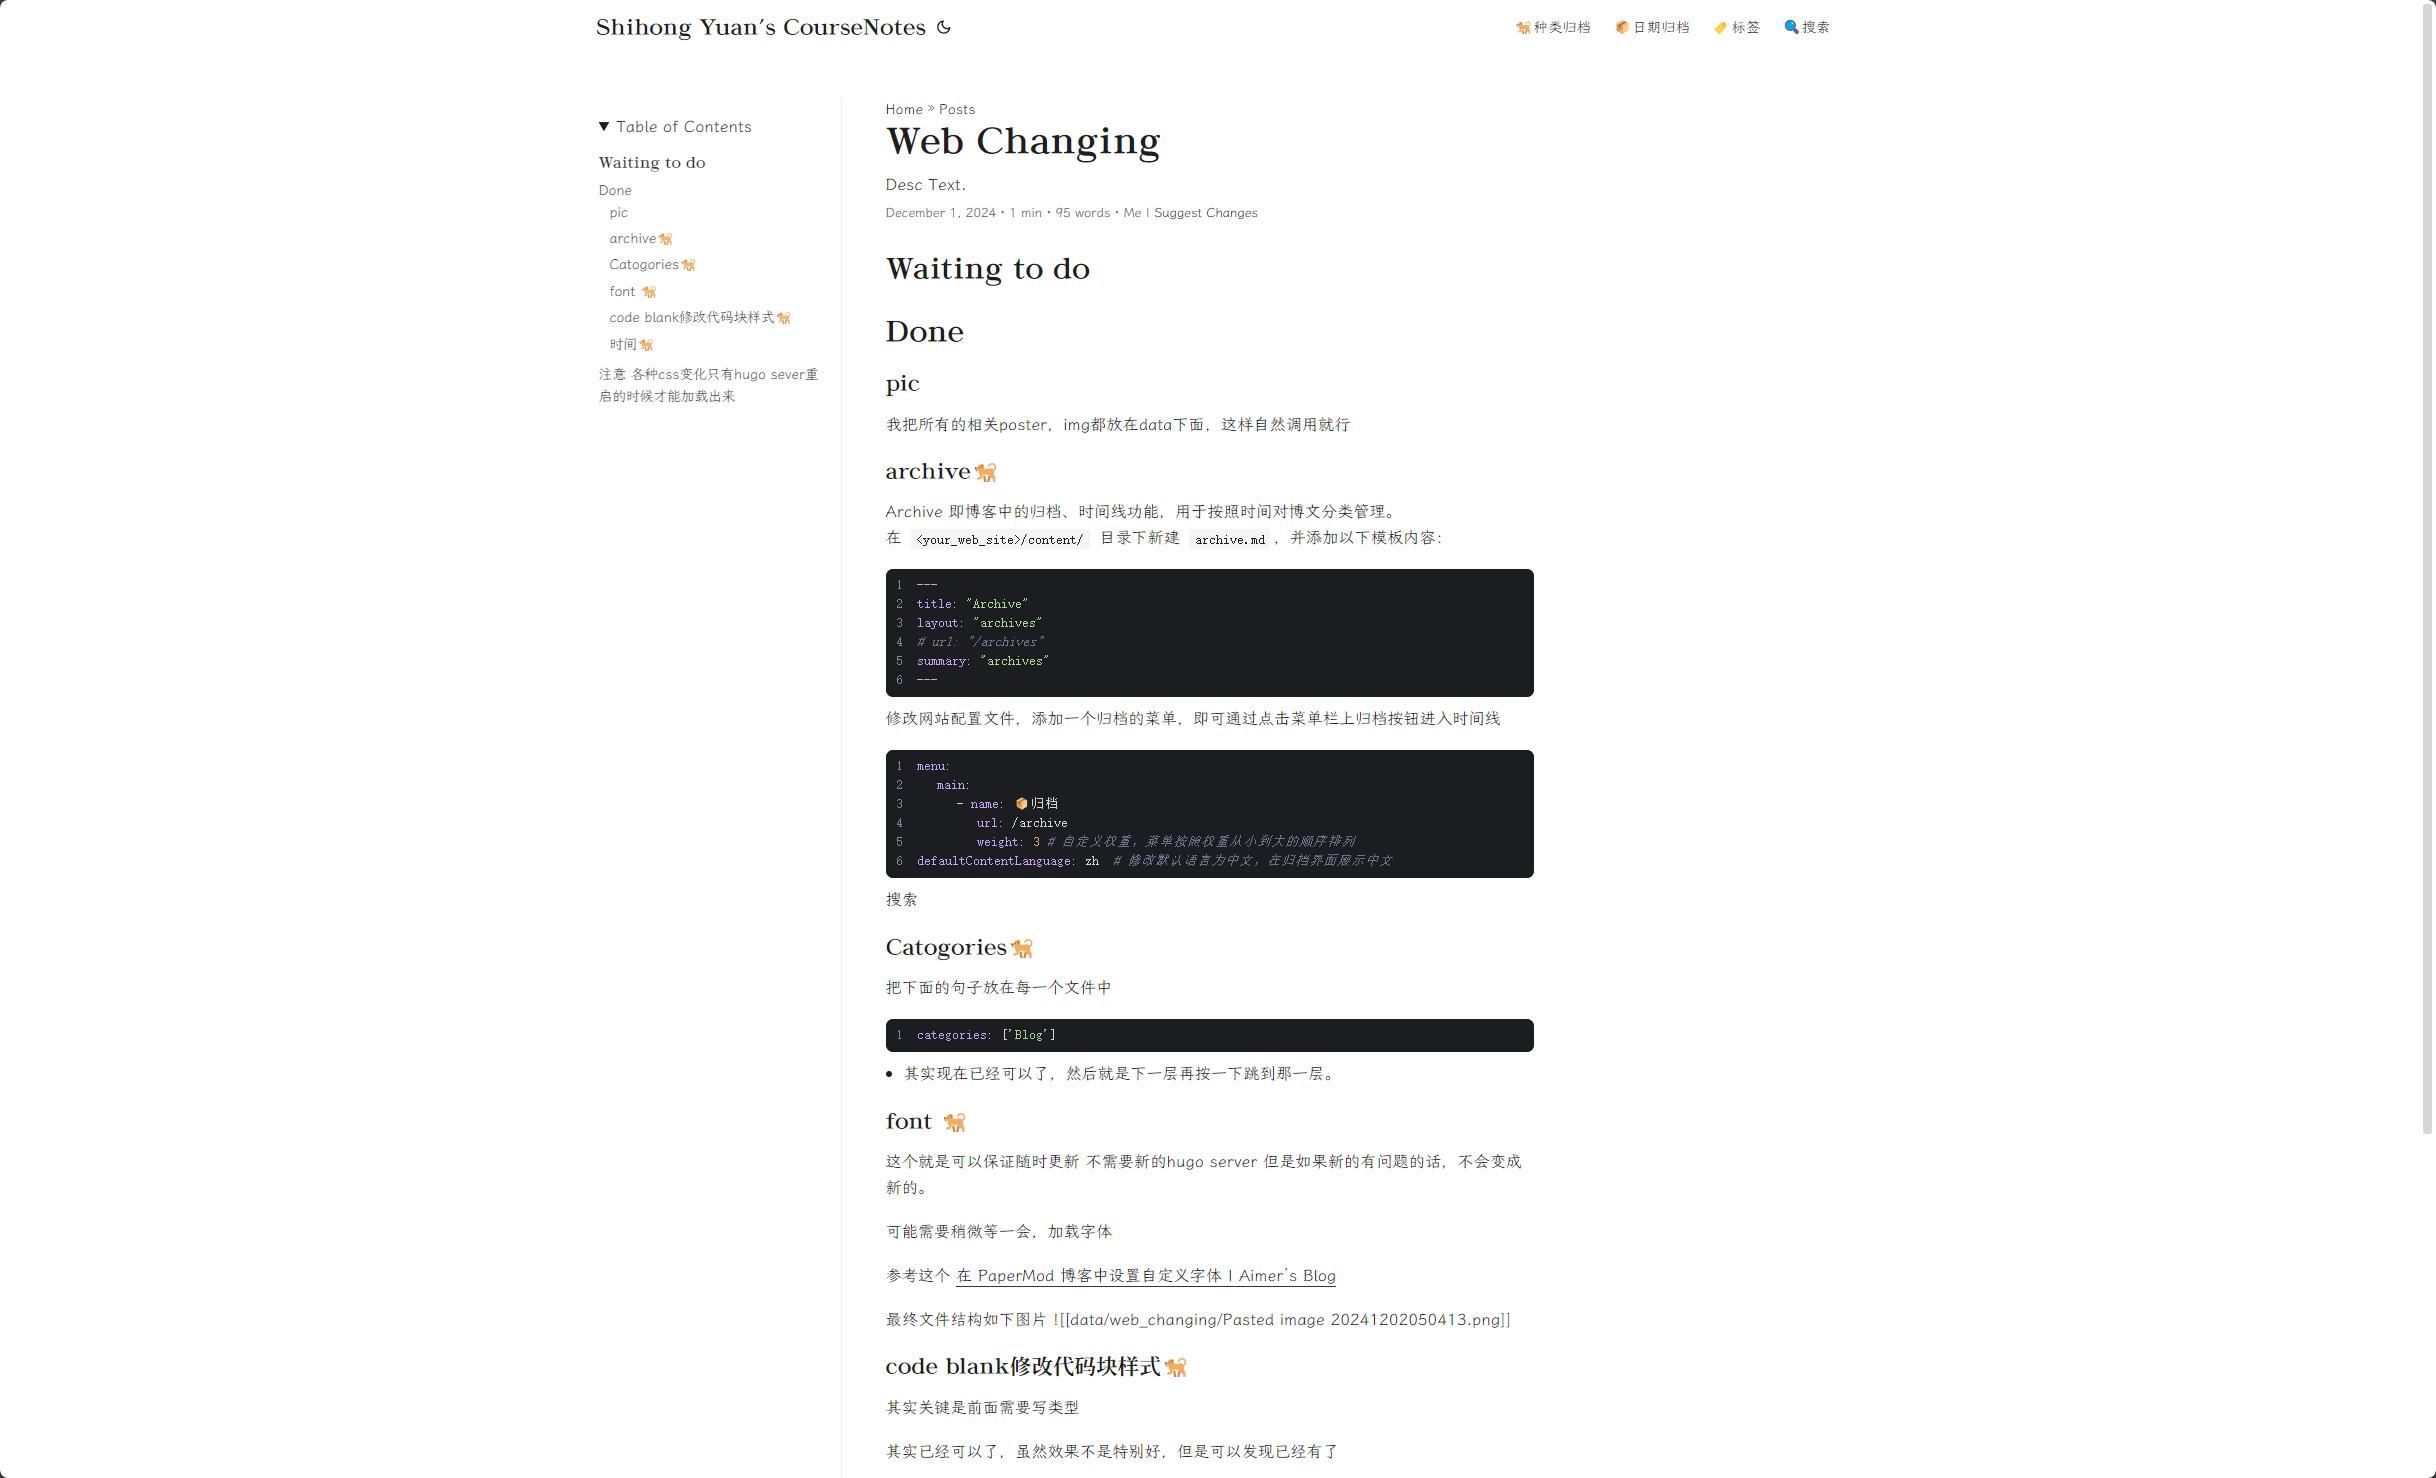 Shihong Yuan's CourseNotes
🐈种类归档 📦日期归档 🏷️标签 🔍搜索
▼ Table of Contents
Waiting to do
Done
pic
archive🐈
Catogories🐈
font 🐈
code blank修改代码块样式🐈
时间🐈
注意 各种css变化只有hugo sever重
启的时候才能加载出来
Home » Posts
Web Changing
Desc Text.
December 1, 2024 · 1 min · 95 words · Me | Suggest Changes
Waiting to do
Done
pic
我把所有的相关poster，img都放在data下面，这样自然调用就行
archive🐈
Archive 即博客中的归档、时间线功能，用于按照时间对博文分类管理。
在 <your_web_site>/content/ 目录下新建 archive.md ，并添加以下模板内容：
1 ---
2 title: "Archive"
3 layout: "archives"
4 # url: "/archives"
5 summary: "archives"
6 ---
修改网站配置文件，添加一个归档的菜单，即可通过点击菜单栏上归档按钮进入时间线
1 menu:
2 main:
3 - name: 📦归档
4 url: /archive
5 weight: 3 # 自定义权重，菜单按照权重从小到大的顺序排列
6 defaultContentLanguage: zh # 修改默认语言为中文，在归档界面展示中文
搜索
Catogories🐈
把下面的句子放在每一个文件中
1 categories: ['Blog']
• 其实现在已经可以了，然后就是下一层再按一下跳到那一层。
font 🐈
这个就是可以保证随时更新 不需要新的hugo server 但是如果新的有问题的话，不会变成
新的。
可能需要稍微等一会，加载字体
参考这个 在 PaperMod 博客中设置自定义字体 | Aimer's Blog
最终文件结构如下图片 ![[data/web_changing/Pasted image 20241202050413.png]]
code blank修改代码块样式🐈
其实关键是前面需要写类型
其实已经可以了，虽然效果不是特别好，但是可以发现已经有了